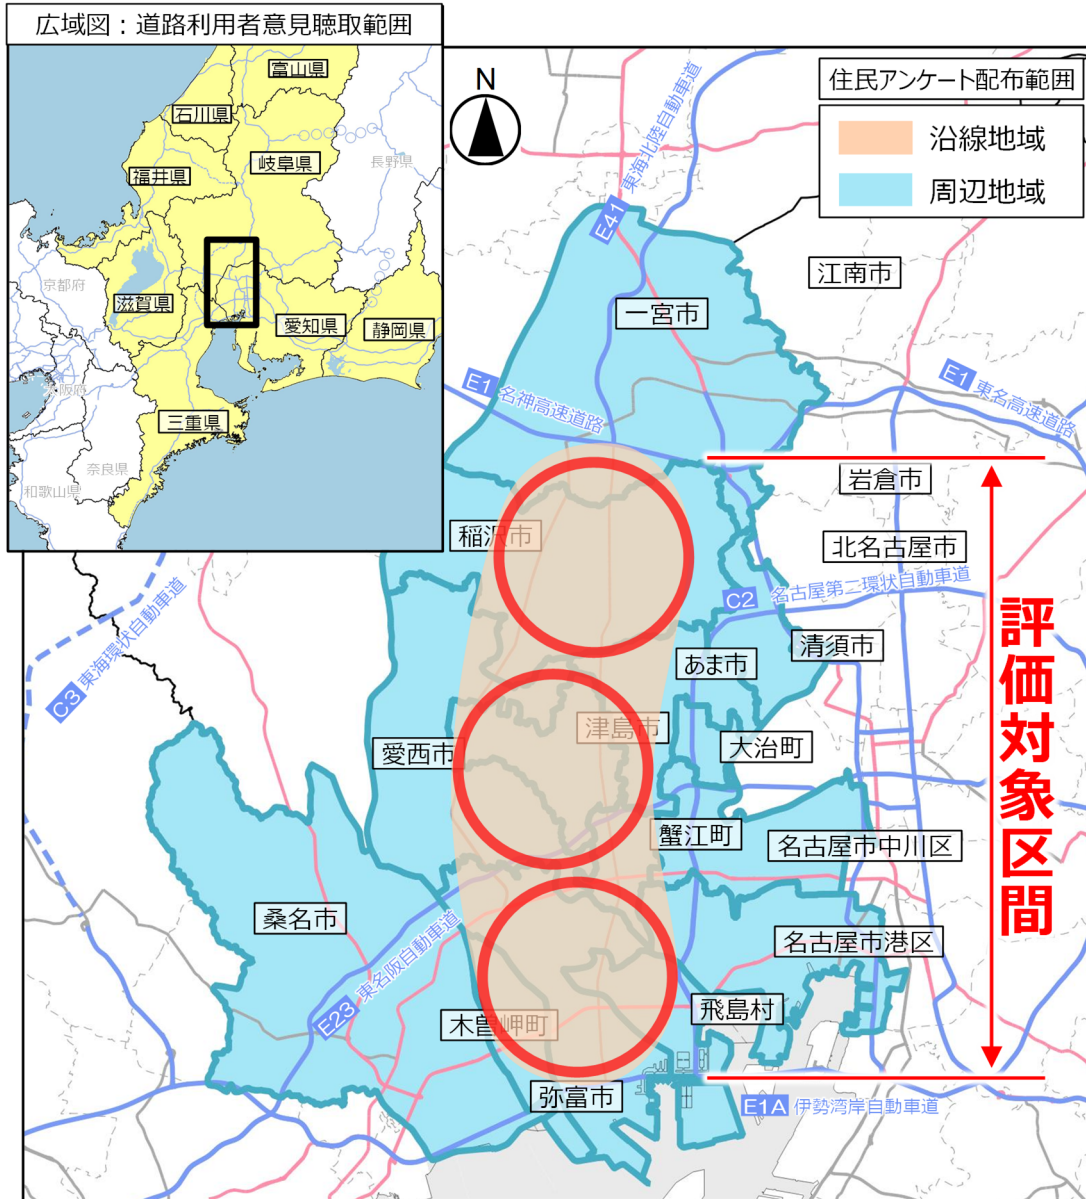 広域図：道路利用者意見聴取範囲
富山県
石川県
岐阜県
長野県
福井県
京都府
滋賀県
愛知県
静岡県
大阪府
三重県
奈良県
和歌山県
N
住民アンケート配布範囲
沿線地域
周辺地域
E41 東海北陸自動車道
江南市
一宮市
E1 名神高速道路
E1 東名高速道路
岩倉市
稲沢市
北名古屋市
C2 名古屋第二環状自動車道
C3 東海環状自動車道
清須市
あま市
津島市
愛西市
大治町
評価対象区間
蟹江町
名古屋市中川区
桑名市
名古屋市港区
E23 東名阪自動車道
飛島村
木曽岬町
弥富市
E1A 伊勢湾岸自動車道